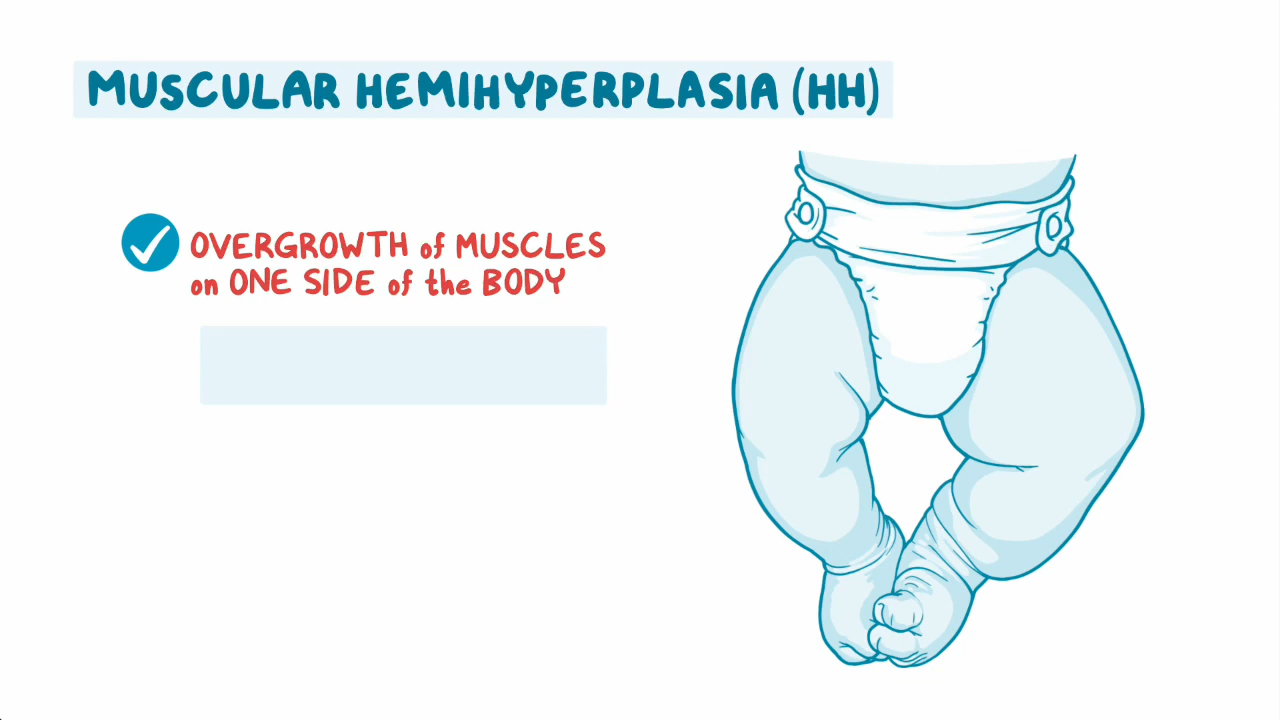 MUSCULAR HEMIHYPERPLASIA (HH)
OVERGROWTH of MUSCLES
on ONE SIDE of the BODY